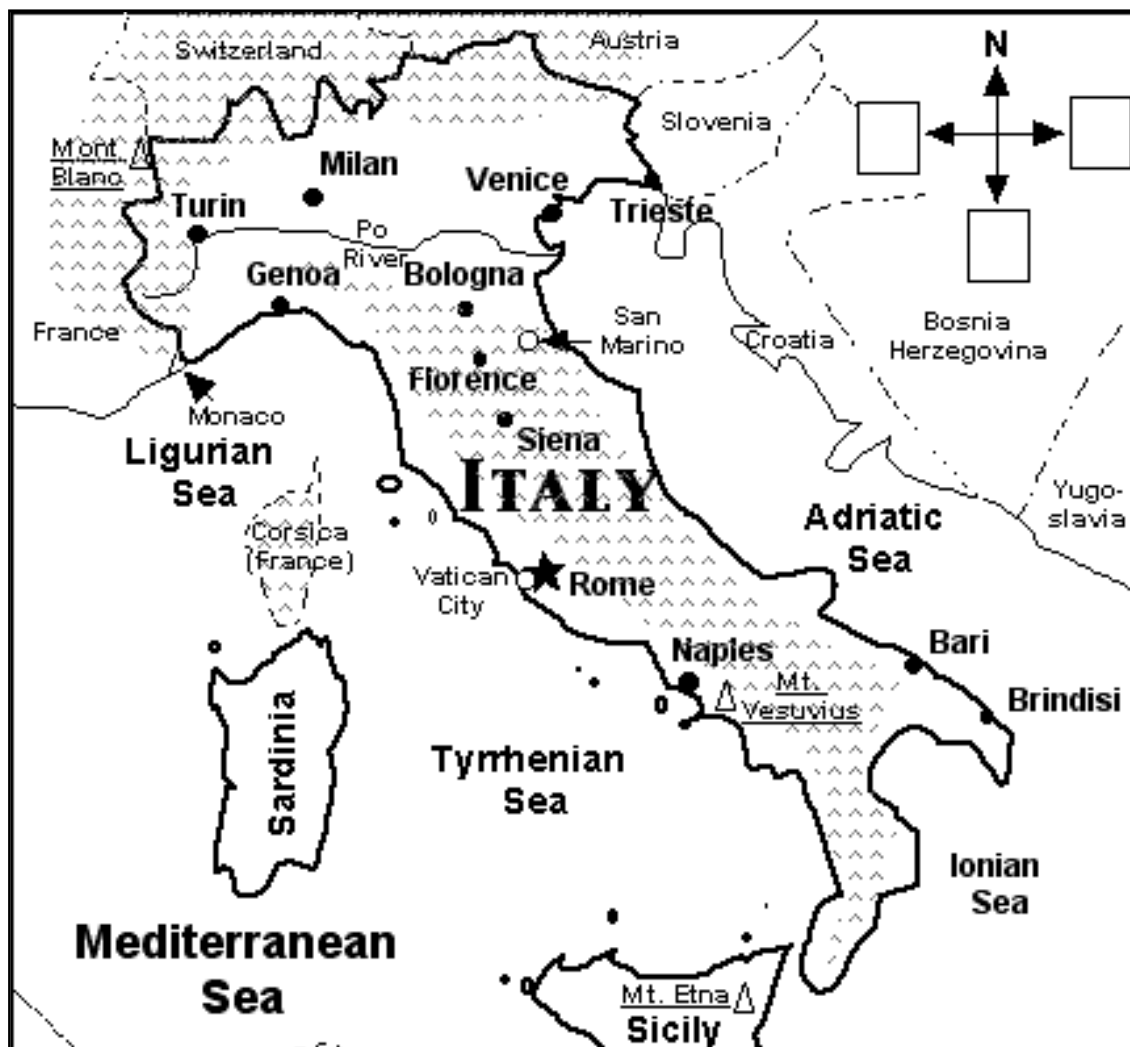 Switzerland
Austria
N
Slovenia
Mont
Blanc
Milan
Venice
Trieste
Turin
Po
River
Genoa
Bologna
France
San
Marino
Croatia
Bosnia
Herzegovina
Florence
Monaco
Siena
Ligurian
Sea
ITALY
Yugo-
slavia
Corsica
(France)
Adriatic
Sea
Vatican
City
Rome
Naples
Bari
Mt.
Vesuvius
Brindisi
Sardinia
Tyrrhenian
Sea
Ionian
Sea
Mediterranean
Sea
Mt. Etna
Sicily